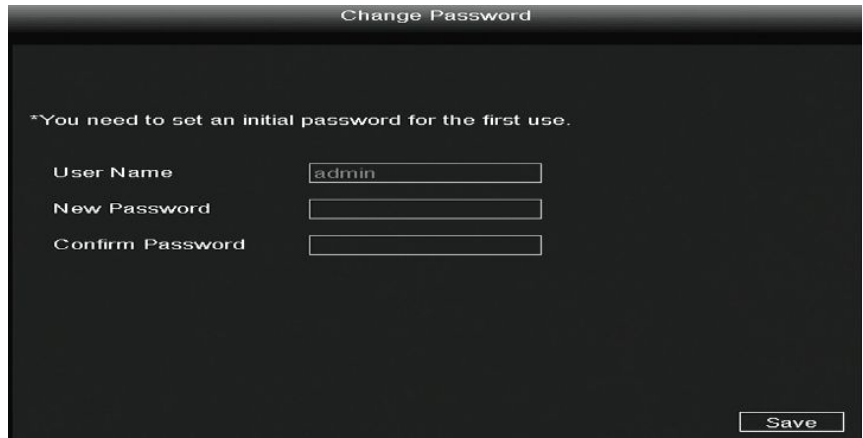 Change Password
*You need to set an initial password for the first use.
User Name admin
New Password
Confirm Password
Save